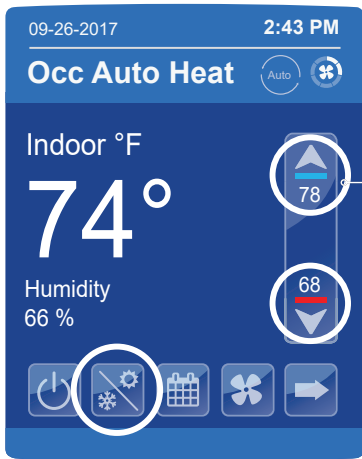 09-26-2017 2:43 PM
Occ Auto Heat Auto
Indoor °F
74°
78
Humidity
66 %
68